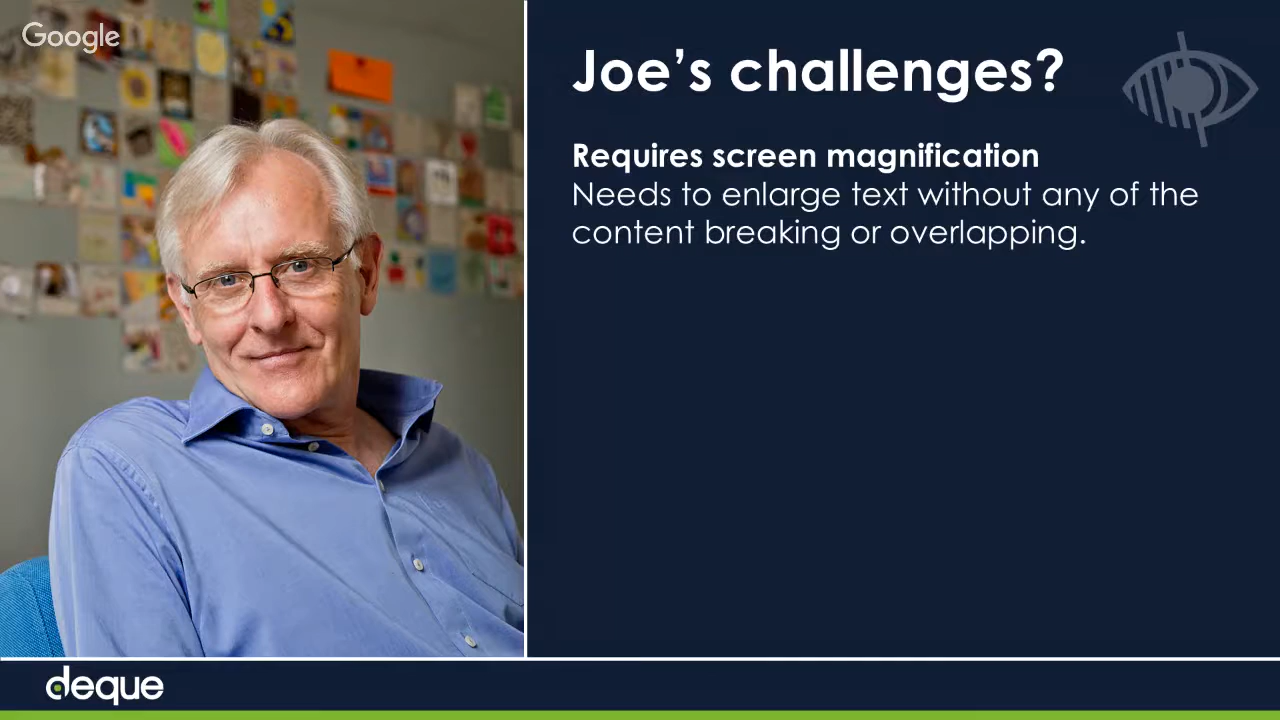 Google
Joe’s challenges?
Requires screen magnification
Needs to enlarge text without any of the
content breaking or overlapping.
deque